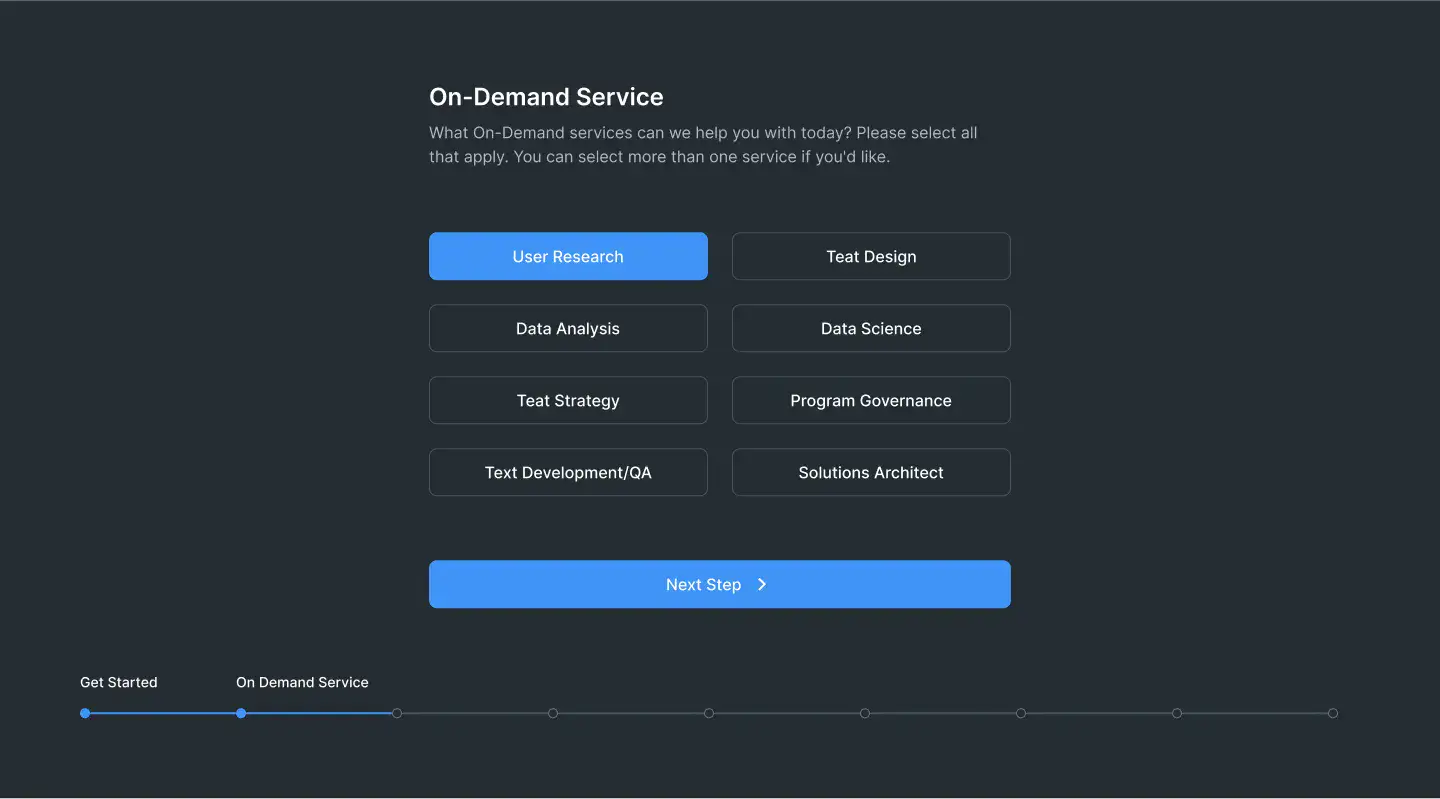 On-Demand Service
What On-Demand services can we help you with today? Please select all
that apply. You can select more than one service if you'd like.
User Research
Teat Design
Data Analysis
Data Science
Teat Strategy
Program Governance
Text Development/QA
Solutions Architect
Next Step
Get Started
On Demand Service